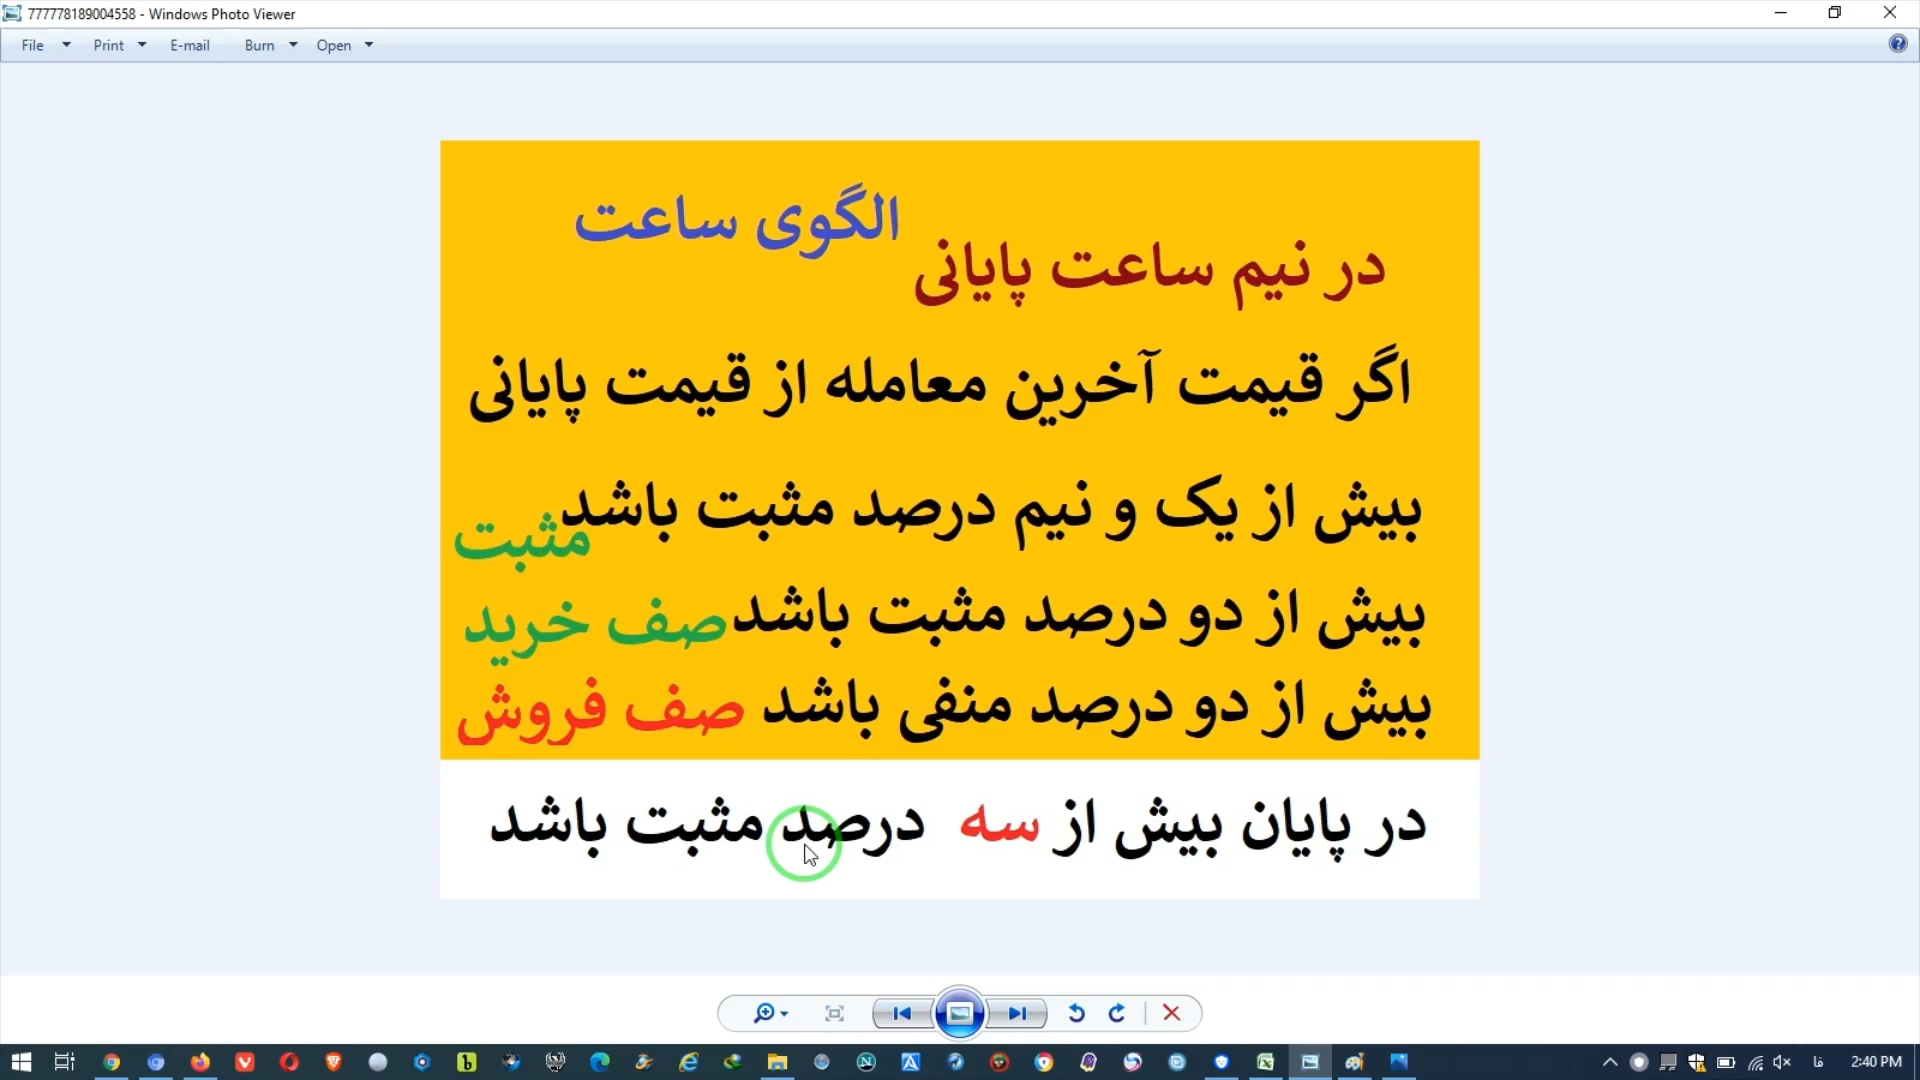 777778189004558 - Windows Photo Viewer
File Print E-mail Burn Open
الگوی ساعت
در نیم ساعت پایانی
اگر قیمت آخرین معامله از قیمت پایانی
بیش از یک و نیم درصد مثبت باشد
مثبت
بیش از دو درصد مثبت باشد صف خرید
بیش از دو درصد منفی باشد صف فروش
در پایان بیش از سه درصد مثبت باشد
فا 2:40 PM